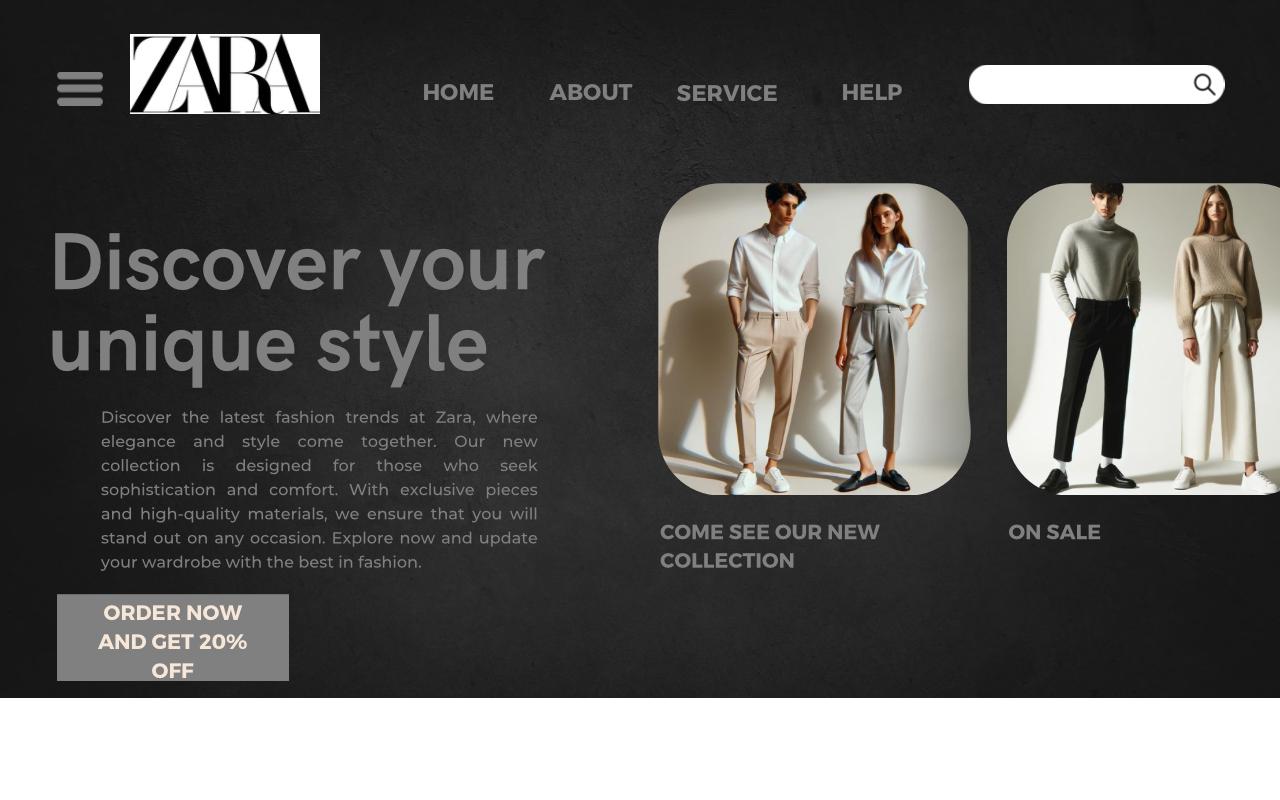 ZARA
HOME
ABOUT
SERVICE
HELP
Discover your
unique style
Discover the latest fashion trends at Zara, where
elegance and style come together. Our new
collection is designed for those who seek
sophistication and comfort. With exclusive pieces
and high-quality materials, we ensure that you will
stand out on any occasion. Explore now and update
your wardrobe with the best in fashion.
ORDER NOW
AND GET 20%
OFF
COME SEE OUR NEW
COLLECTION
ON SALE